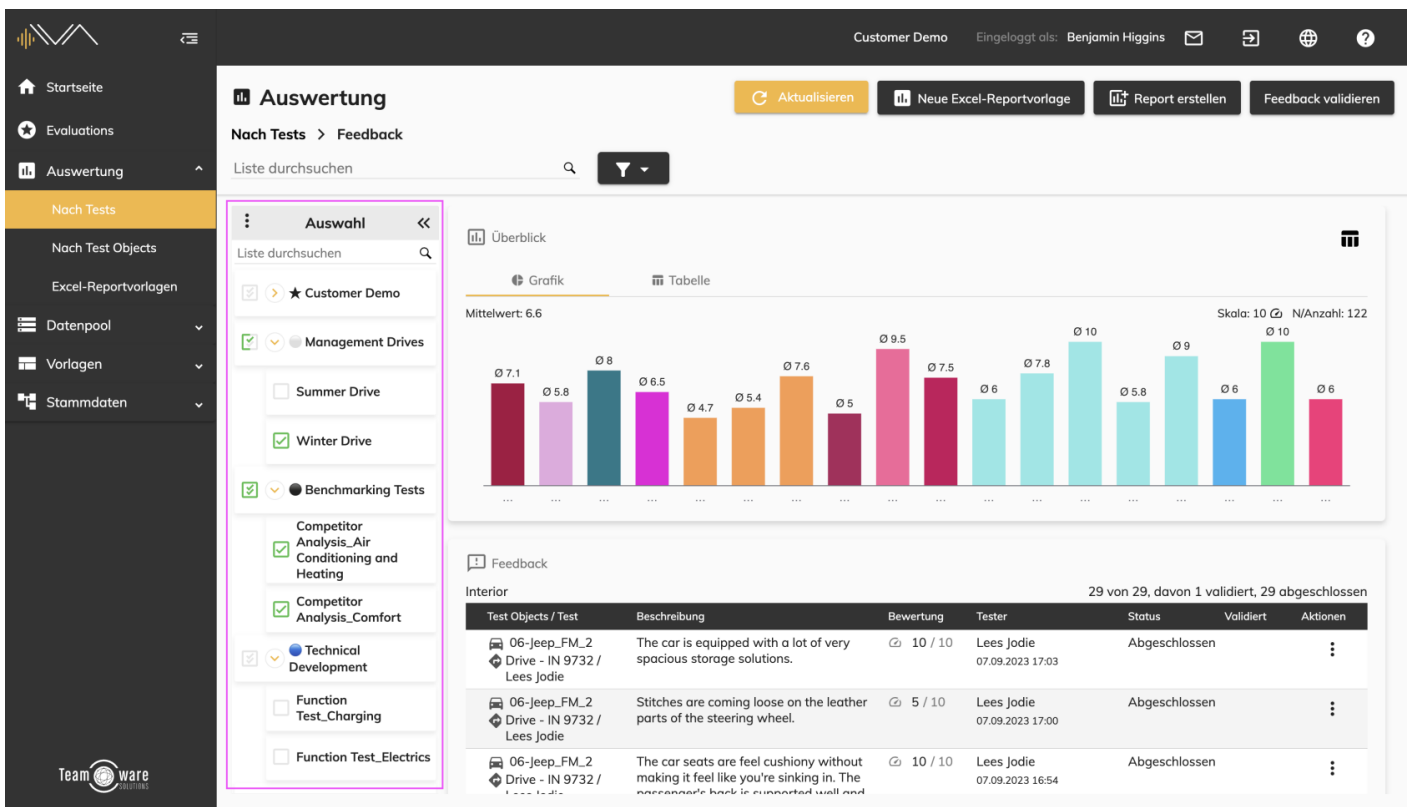 Customer Demo Eingeloggt als: Benjamin Higgins
Startseite
Evaluations
Auswertung
Nach Tests
Nach Test Objects
Excel-Reportvorlagen
Datenpool
Vorlagen
Stammdaten
Team ware
SOLUTIONS
Auswertung
Aktualisieren
Neue Excel-Reportvorlage
Report erstellen
Feedback validieren
Nach Tests > Feedback
Liste durchsuchen
Auswahl
Liste durchsuchen
Customer Demo
Management Drives
Summer Drive
Winter Drive
Benchmarking Tests
Competitor
Analysis_Air
Conditioning and
Heating
Competitor
Analysis_Comfort
Technical
Development
Function
Test_Charging
Function Test_Electrics
Überblick
Grafik Tabelle
Mittelwert: 6.6 Skala: 10 N/Anzahl: 122
Ø 7.1 Ø 5.8 Ø 8 Ø 6.5 Ø 4.7 Ø 5.4 Ø 7.6 Ø 5 Ø 9.5 Ø 7.5 Ø 6 Ø 7.8 Ø 10 Ø 5.8 Ø 9 Ø 6 Ø 10 Ø 6
... ... ... ... ... ... ... ... ... ... ... ... ... ... ... ... ... ...
Feedback
Interior 29 von 29, davon 1 validiert, 29 abgeschlossen
Test Objects / Test Beschreibung Bewertung Tester Status Validiert Aktionen
06-Jeep_FM_2 The car is equipped with a lot of very 10 / 10 Lees Jodie Abgeschlossen
Drive - IN 9732 / spacious storage solutions. 07.09.2023 17:03
Lees Jodie
06-Jeep_FM_2 Stitches are coming loose on the leather 5 / 10 Lees Jodie Abgeschlossen
Drive - IN 9732 / parts of the steering wheel. 07.09.2023 17:00
Lees Jodie
06-Jeep_FM_2 The car seats are feel cushiony without 10 / 10 Lees Jodie Abgeschlossen
Drive - IN 9732 / making it feel like you're sinking in. The 07.09.2023 16:54
Lees Jodie passenger's back is supported well and